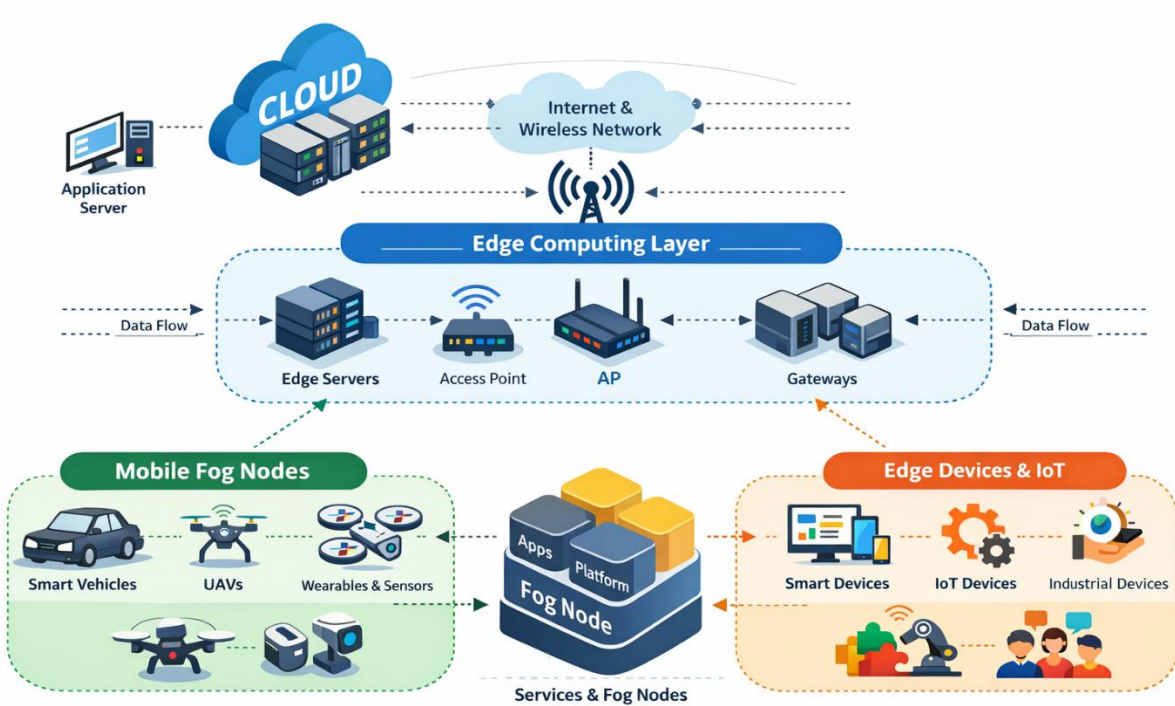 CLOUD
Internet &
Wireless Network
Application
Server
Edge Computing Layer
Data Flow
Data Flow
Edge Servers
Access Point
AP
Gateways
Mobile Fog Nodes
Edge Devices & IoT
Apps
Platform
Fog Node
Smart Vehicles
UAVs
Wearables & Sensors
Smart Devices
IoT Devices
Industrial Devices
Services & Fog Nodes